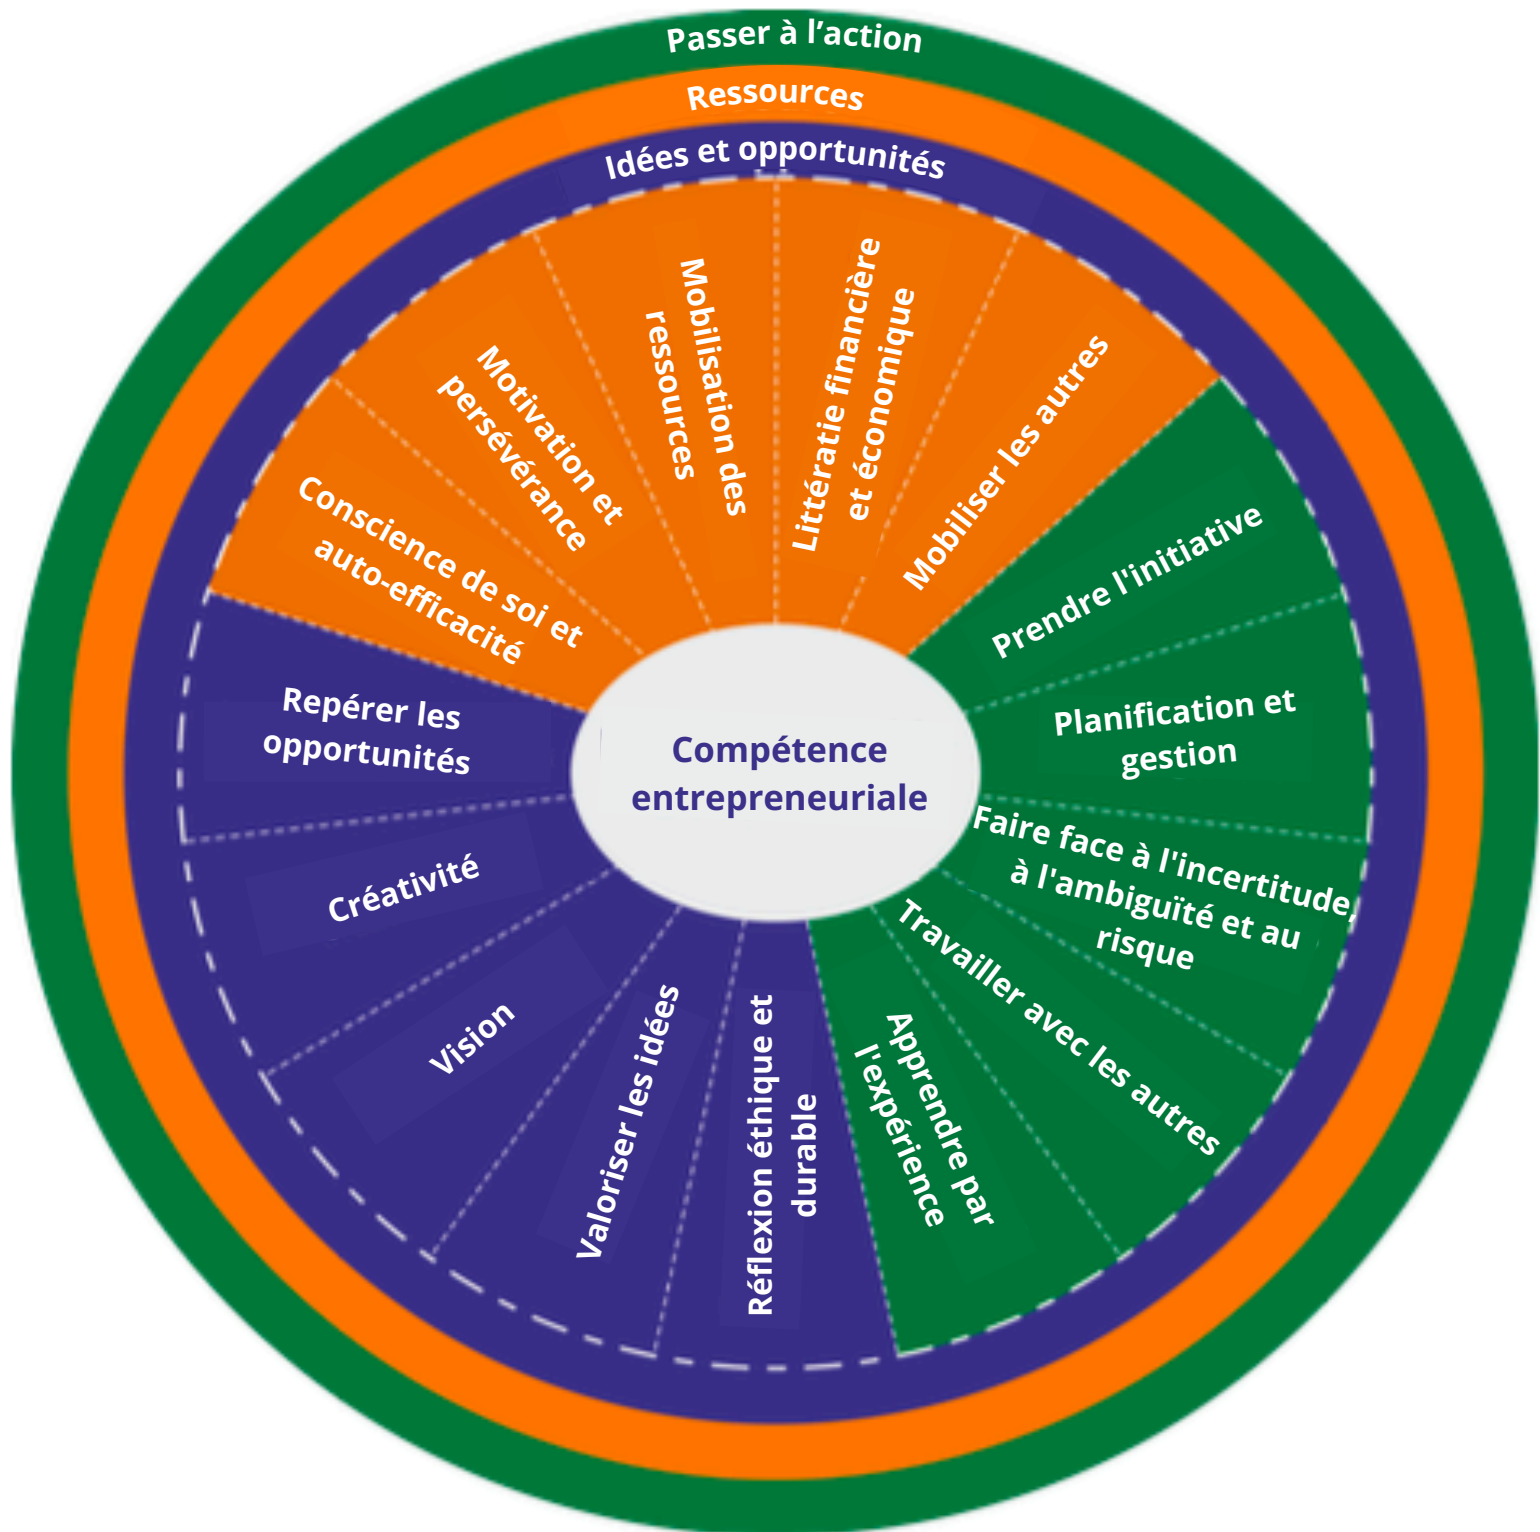 Passer à l’action
Ressources
Idées et opportunités
Mobilisation des
ressources
Littératie financière
et économique
Mobiliser les autres
Prendre l'initiative
Planification et
gestion
Faire face à l'incertitude,
à l'ambiguïté et au
risque
Travailler avec les autres
Apprendre par
l'expérience
Réflexion éthique et
durable
Valoriser les idées
Vision
Créativité
Repérer les
opportunités
Conscience de soi et
auto-efficacité
Motivation et
persévérance
Compétence
entrepreneuriale